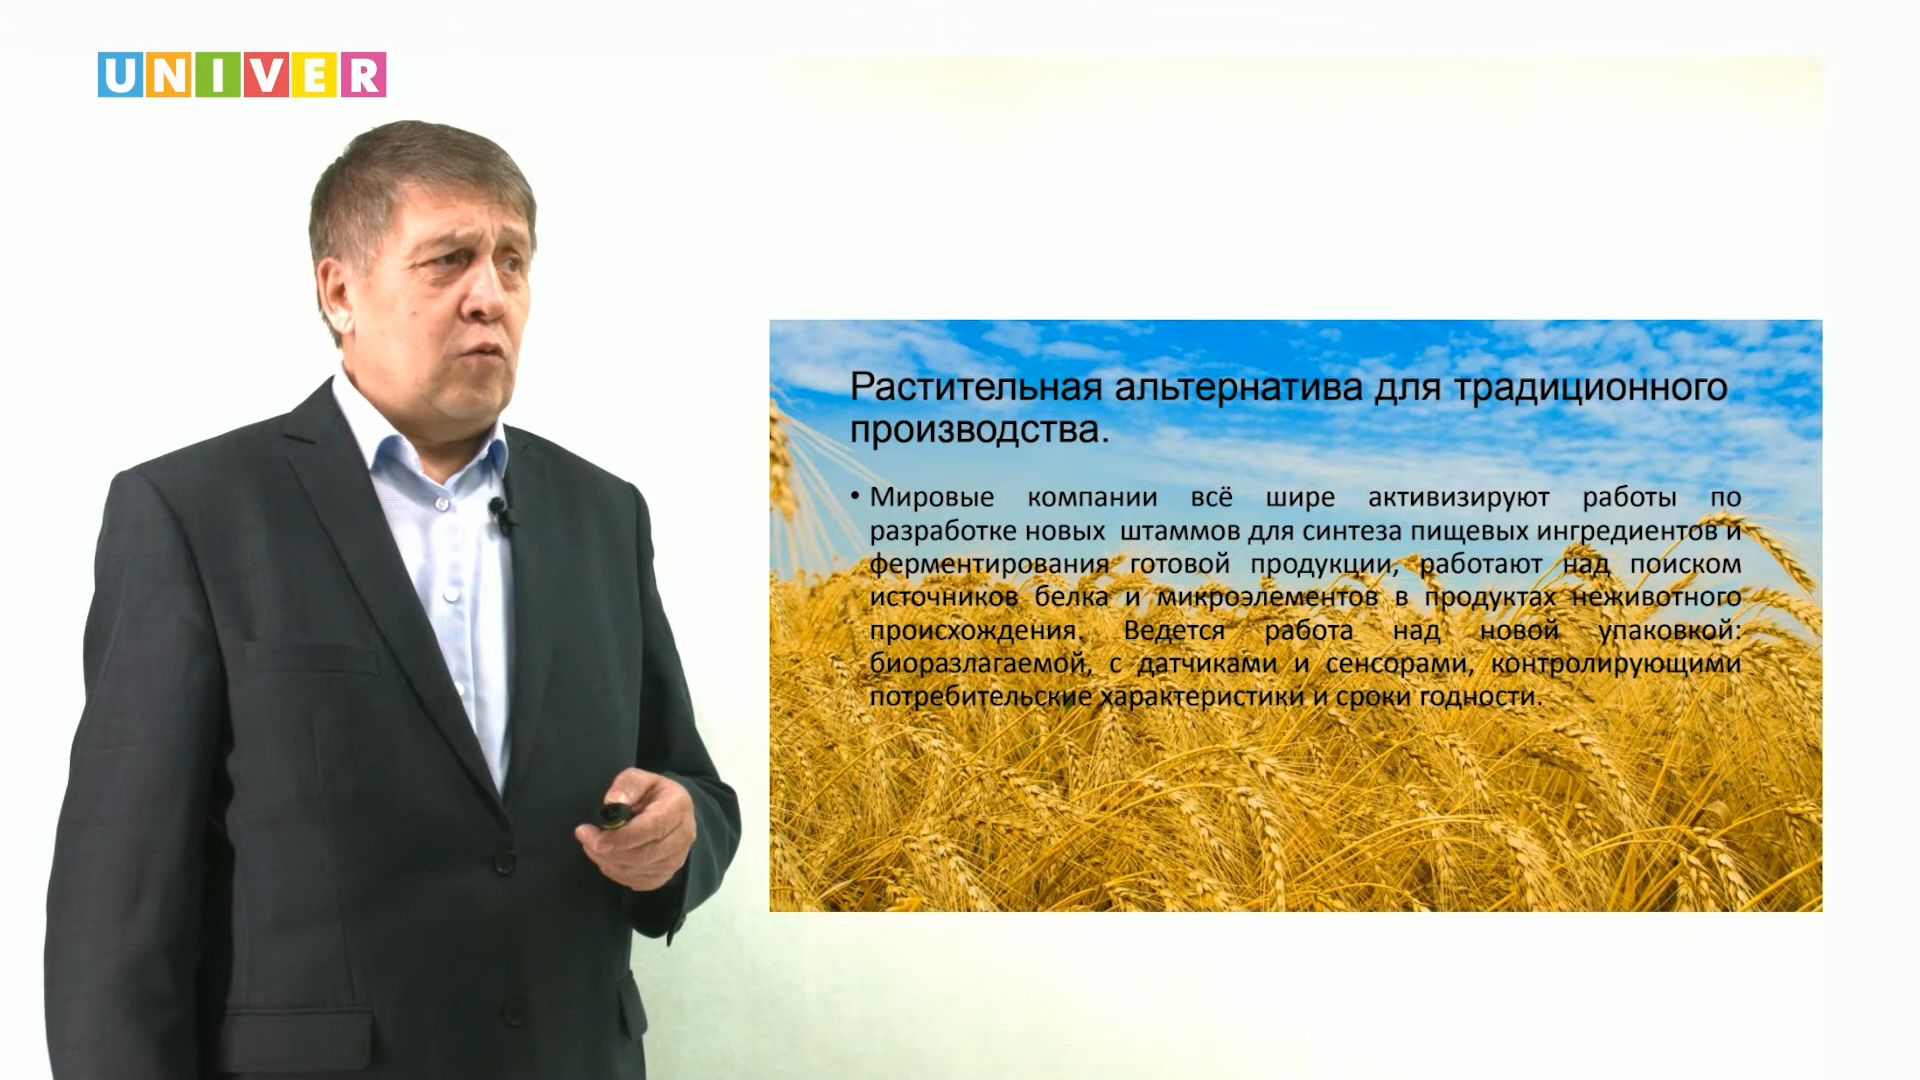 UNIVER
Растительная альтернатива для традиционного
производства.
• Мировые компании всё шире активизируют работы по
разработке новых штаммов для синтеза пищевых ингредиентов и
ферментирования готовой продукции, работают над поиском
источников белка и микроэлементов в продуктах неживотного
происхождения. Ведется работа над новой упаковкой:
биоразлагаемой, с датчиками и сенсорами, контролирующими
потребительские характеристики и сроки годности.